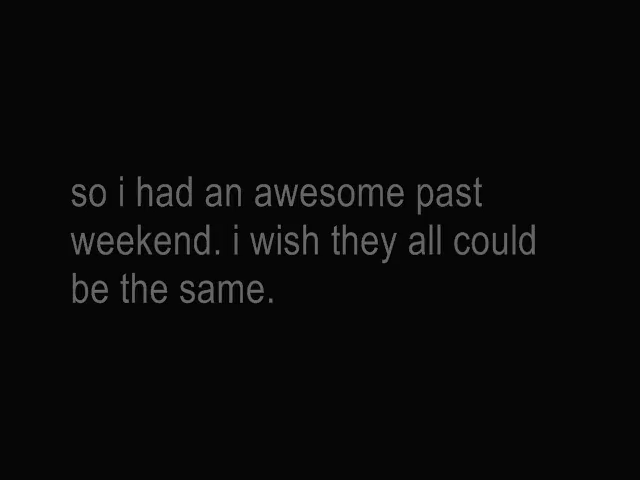 so i had an awesome past
weekend. i wish they all could
be the same.